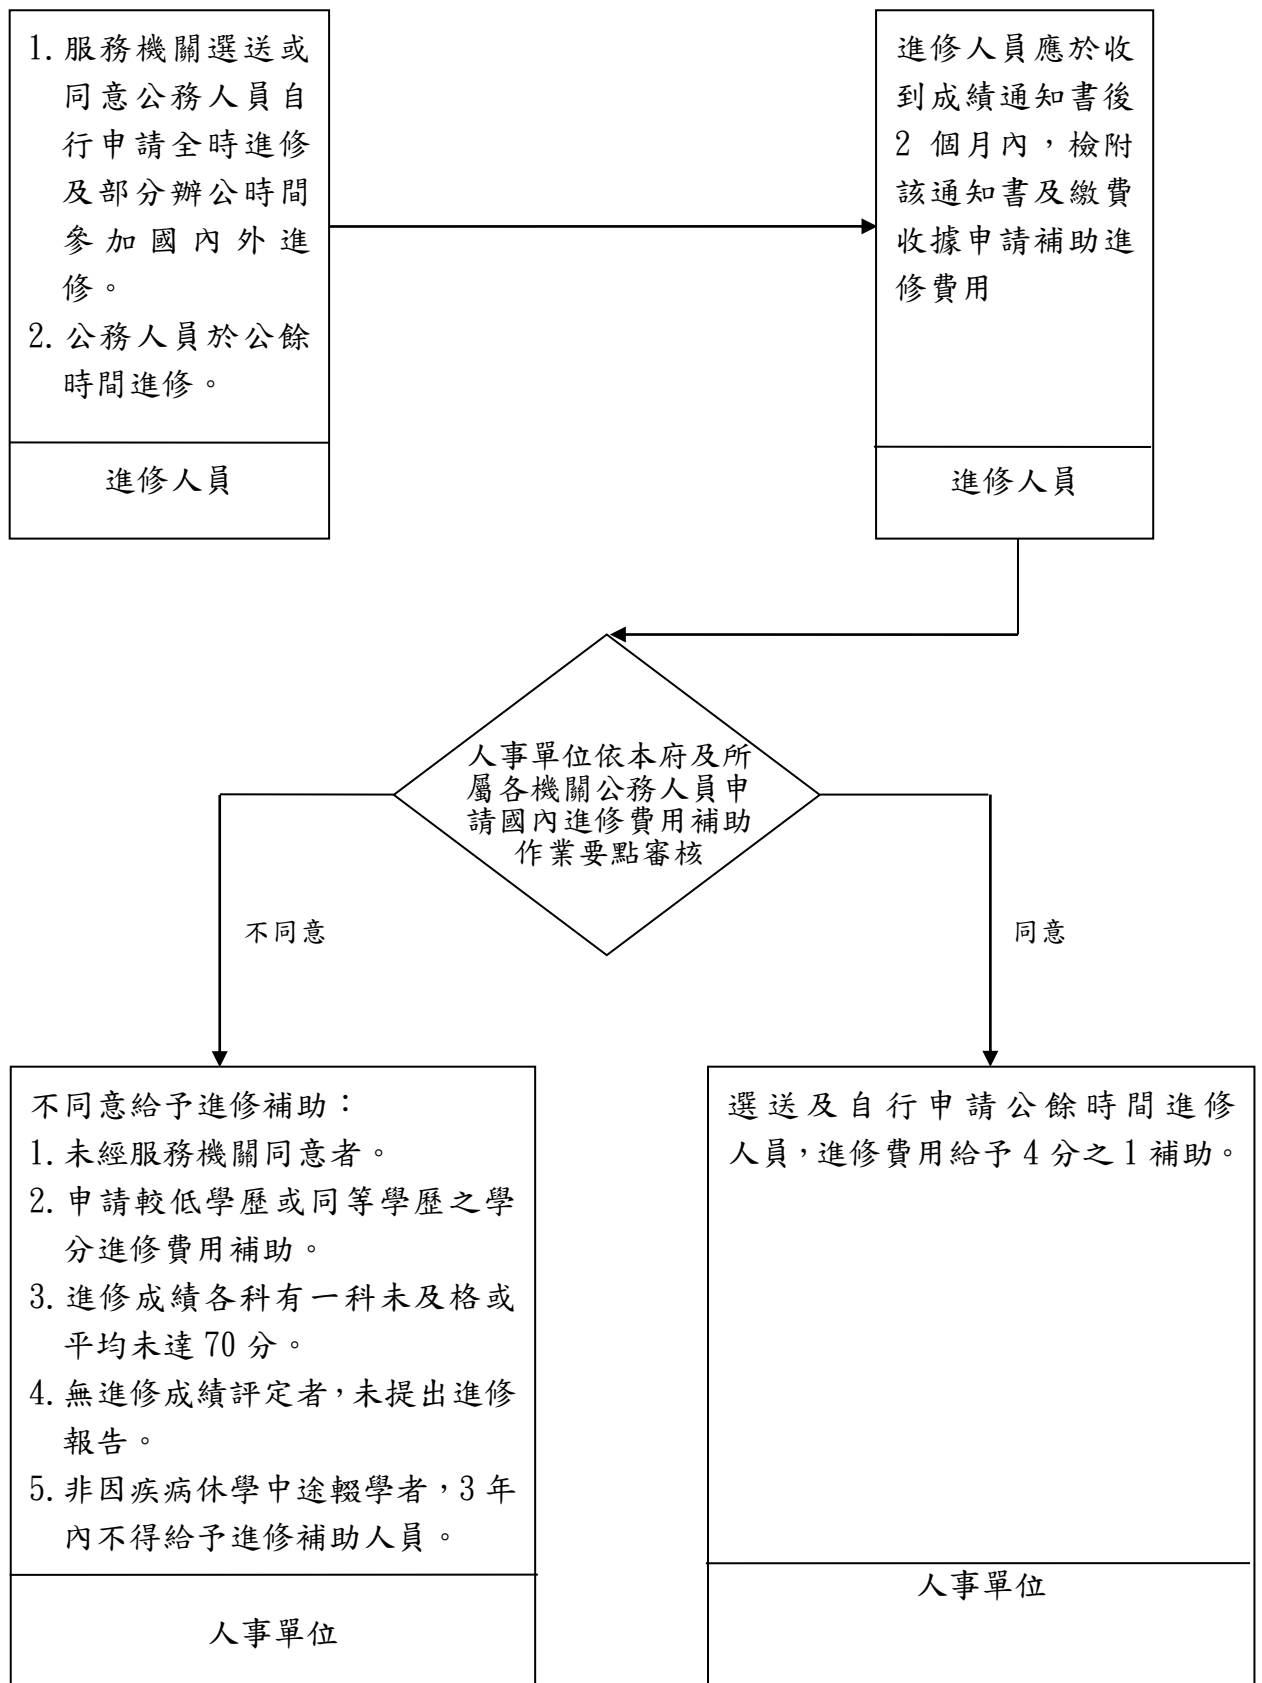 1. 服務機關選送或
同意公務人員自
行申請全時進修
及部分辦公時間
參加國內外進
修。
2. 公務人員於公餘
時間進修。
進修人員
進修人員應於收
到成績通知書後
2 個月內，檢附
該通知書及繳費
收據申請補助進
修費用
進修人員
人事單位依本府及所
屬各機關公務人員申
請國內進修費用補助
作業要點審核
不同意
同意
不同意給予進修補助：
1. 未經服務機關同意者。
2. 申請較低學歷或同等學歷之學
分進修費用補助。
3. 進修成績各科有一科未及格或
平均未達 70 分。
4. 無進修成績評定者，未提出進修
報告。
5. 非因疾病休學中途輟學者，3 年
內不得給予進修補助人員。
人事單位
選送及自行申請公餘時間進修
人員，進修費用給予 4 分之 1 補助。
人事單位